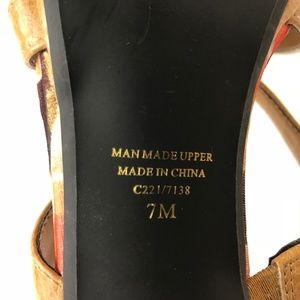 MAN MADE UPPER
MADE IN CHINA
C221/7138
7M